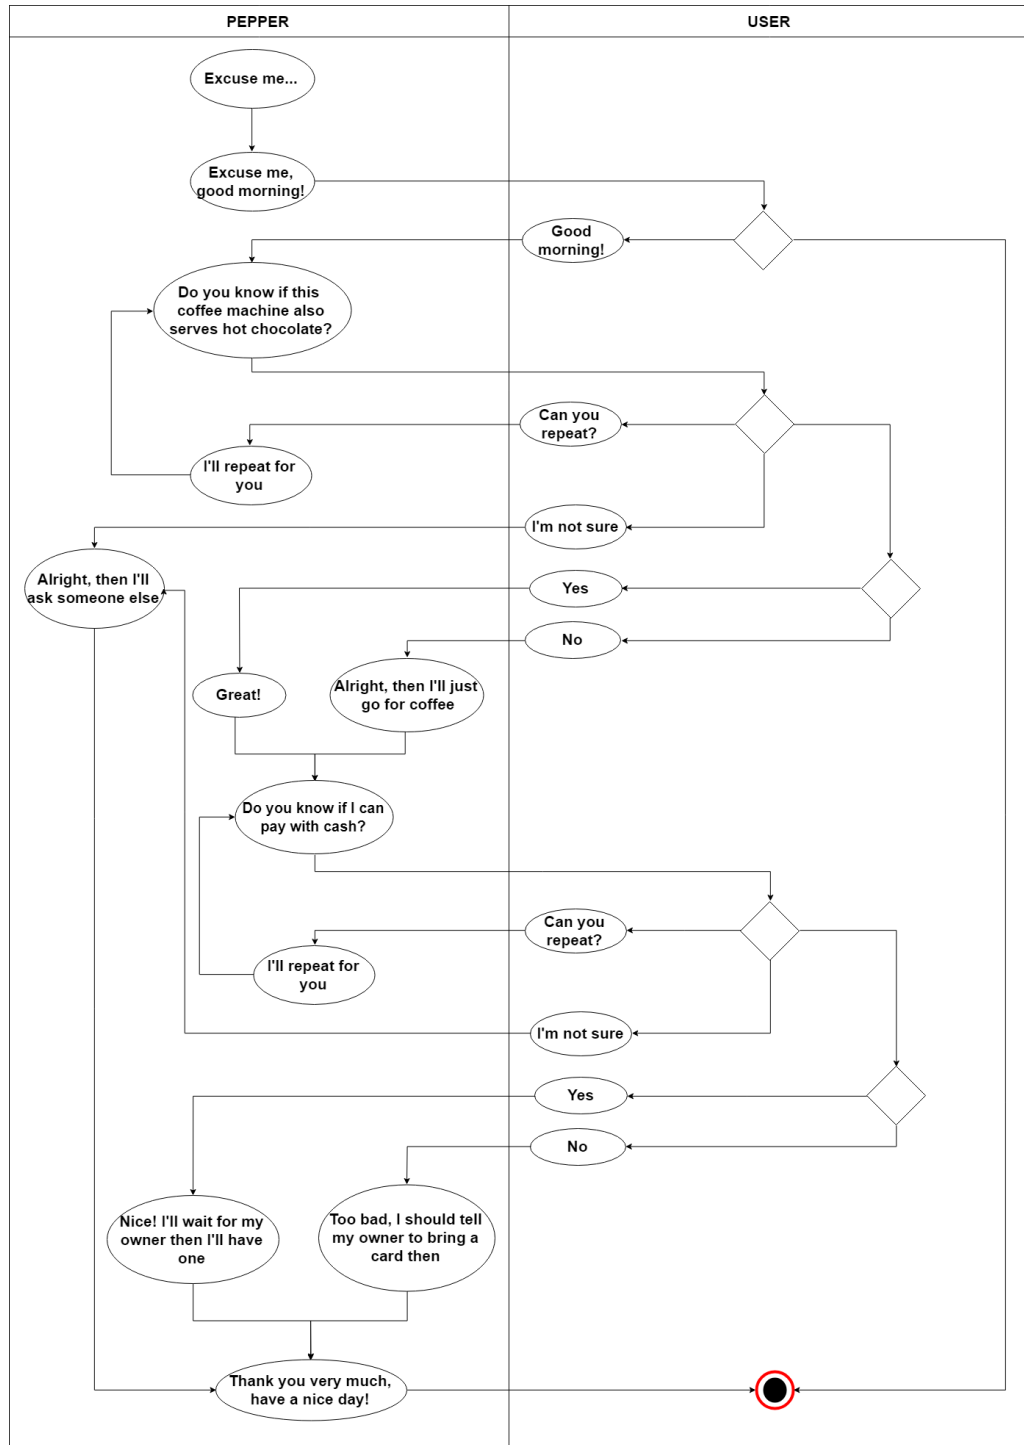 PEPPER
USER
Excuse me...
Excuse me,
good morning!
Good
morning!
Do you know if this
coffee machine also
serves hot chocolate?
Can you
repeat?
I'll repeat for
you
I'm not sure
Alright, then I'll
ask someone else
Yes
No
Great!
Alright, then I'll just
go for coffee
Do you know if I can
pay with cash?
Can you
repeat?
I'll repeat for
you
I'm not sure
Yes
No
Nice! I'll wait for my
owner then I'll have
one
Too bad, I should tell
my owner to bring a
card then
Thank you very much,
have a nice day!